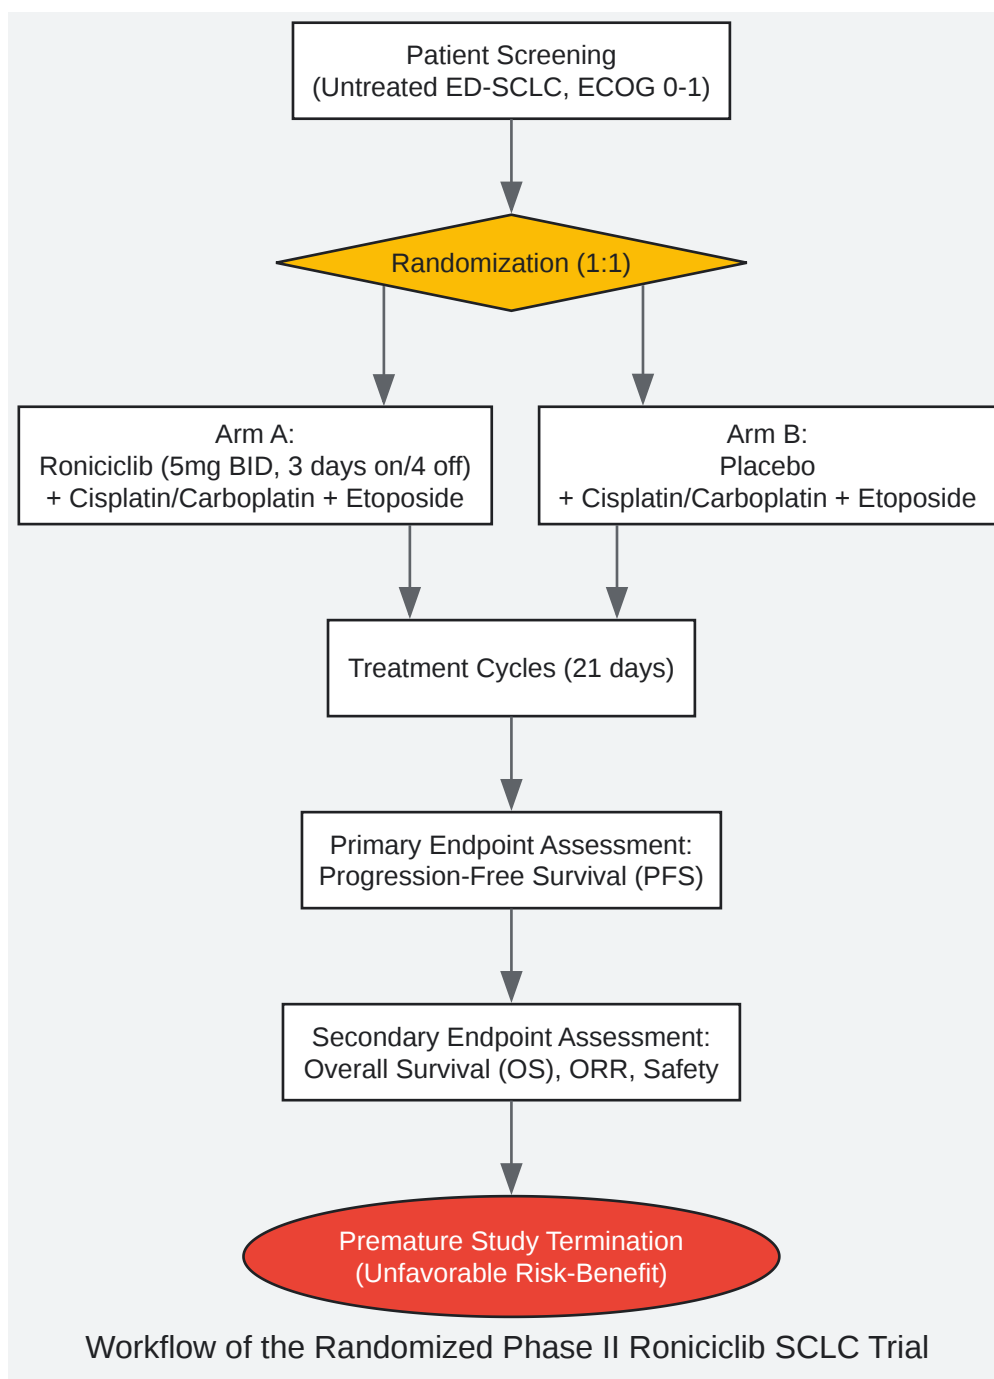 Patient Screening
(Untreated ED-SCLC, ECOG 0-1)
Randomization (1:1)
Arm A:
Roniciclib (5mg BID, 3 days on/4 off)
+ Cisplatin/Carboplatin + Etoposide
Arm B:
Placebo
+ Cisplatin/Carboplatin + Etoposide
Treatment Cycles (21 days)
Primary Endpoint Assessment:
Progression-Free Survival (PFS)
Secondary Endpoint Assessment:
Overall Survival (OS), ORR, Safety
Premature Study Termination
(Unfavorable Risk-Benefit)
Workflow of the Randomized Phase II Roniciclib SCLC Trial